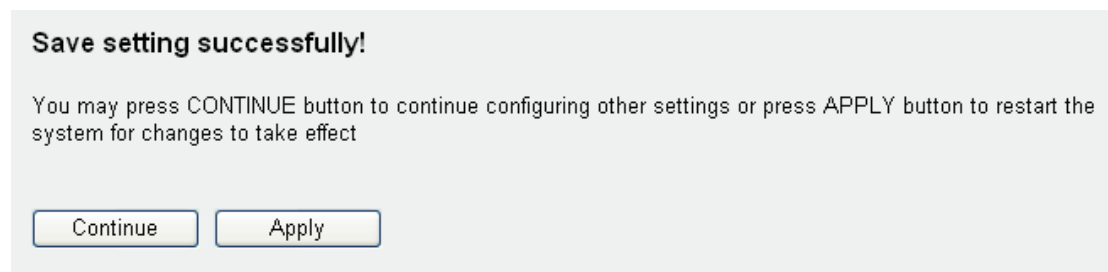 Save setting successfully!
You may press CONTINUE button to continue configuring other settings or press APPLY button to restart the
system for changes to take effect
Continue
Apply